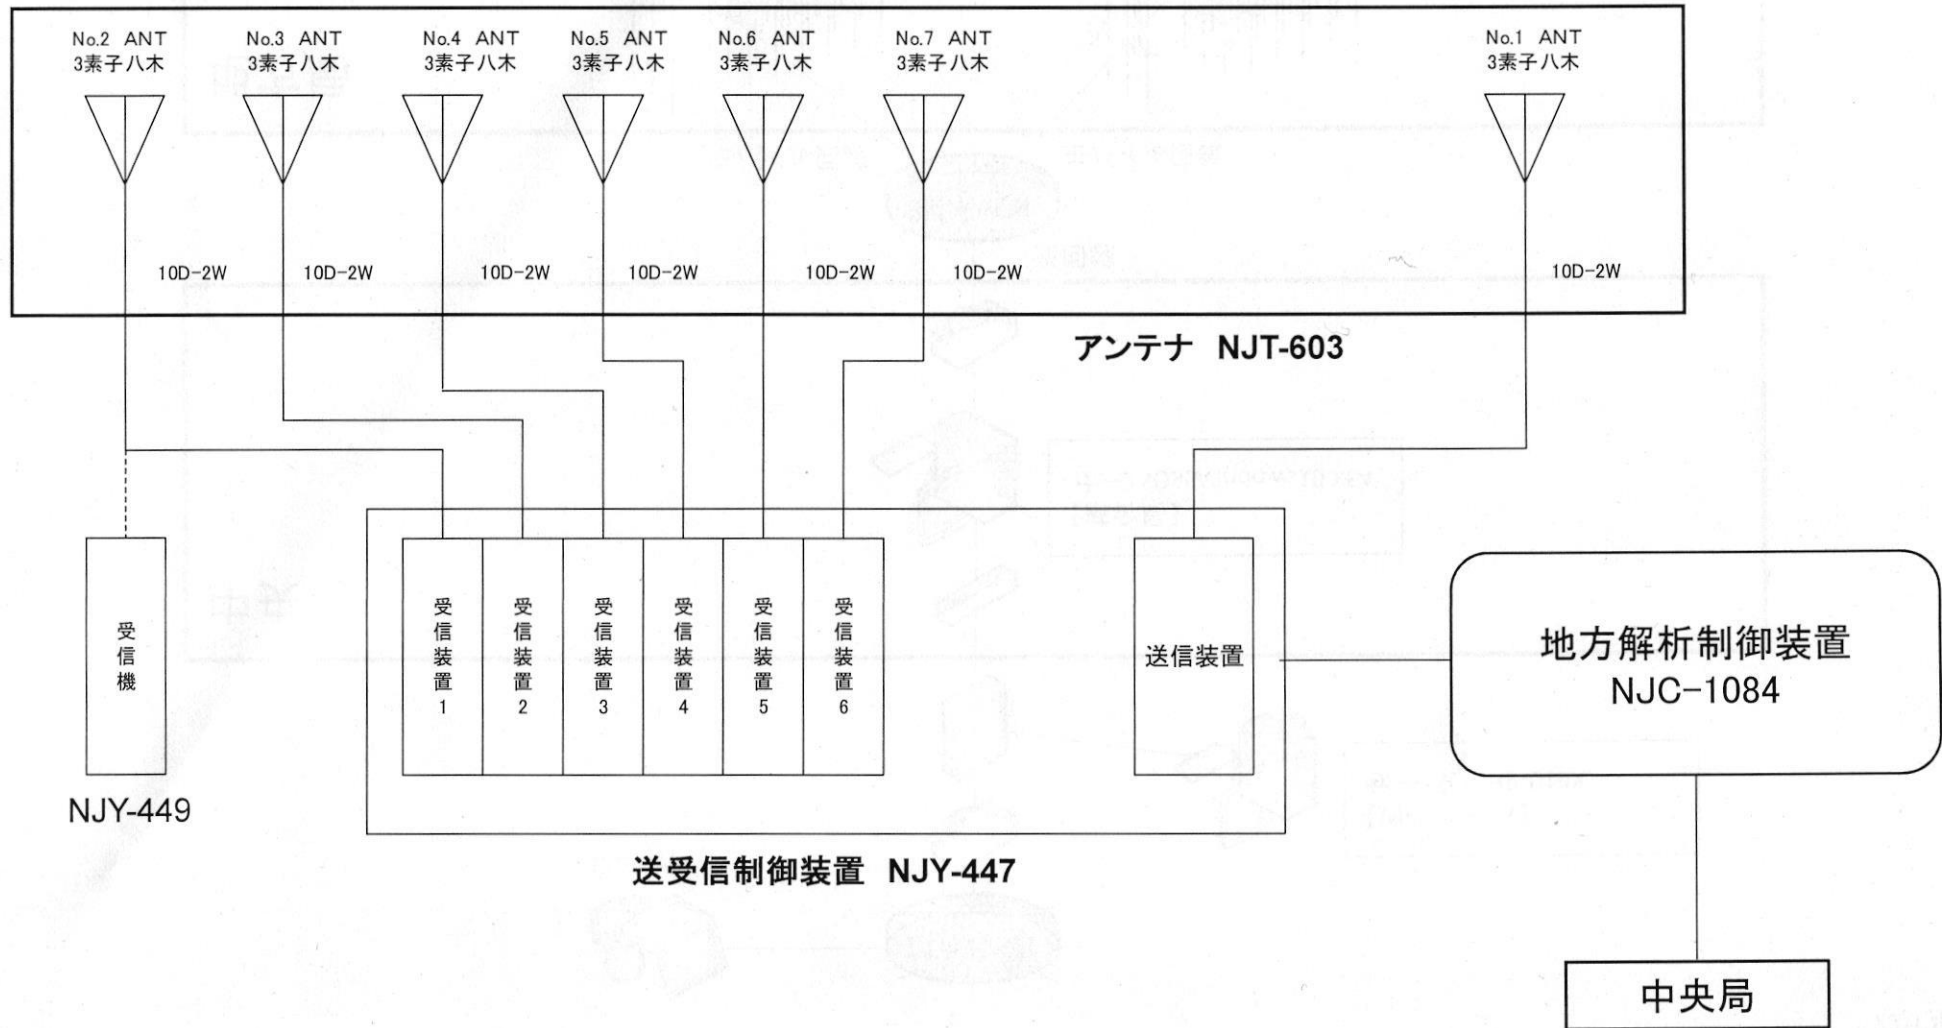 No.2 ANT
3素子八木
No.3 ANT
3素子八木
No.4 ANT
3素子八木
No.5 ANT
3素子八木
No.6 ANT
3素子八木
No.7 ANT
3素子八木
No.1 ANT
3素子八木
10D-2W
10D-2W
10D-2W
10D-2W
10D-2W
10D-2W
10D-2W
アンテナ NJT-603
受信機
NJY-449
受信装置1
受信装置2
受信装置3
受信装置4
受信装置5
受信装置6
送信装置
送受信制御装置 NJY-447
地方解析制御装置
NJC-1084
中央局